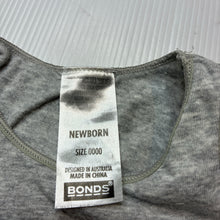 NEWBORN
SIZE 0000
DESIGNED IN AUSTRALIA
MADE IN CHINA
BONDS